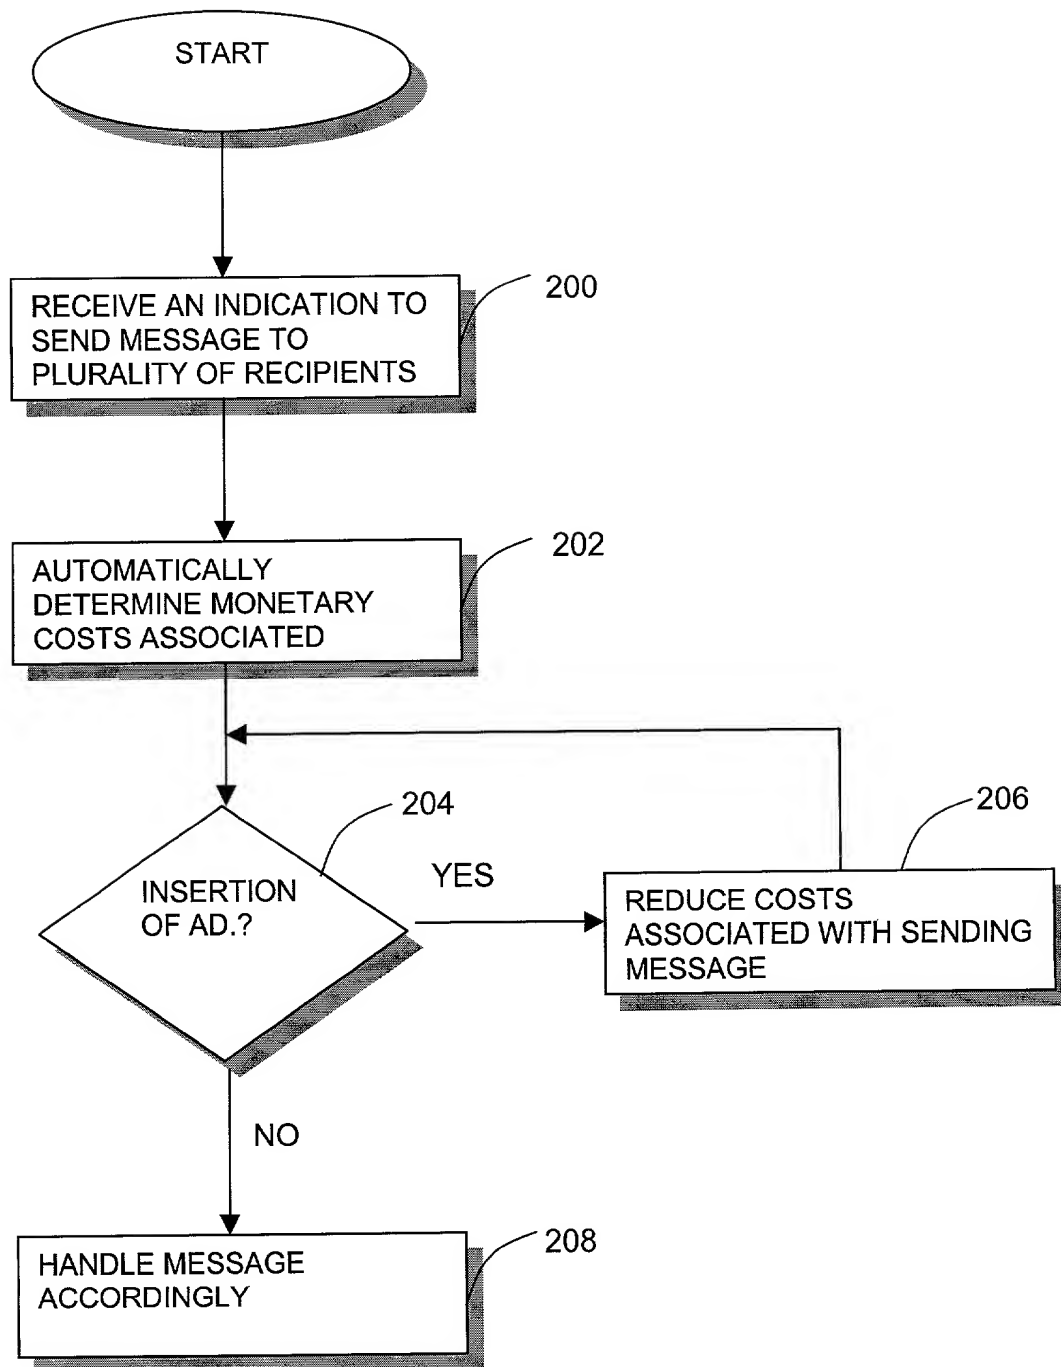 START
RECEIVE AN INDICATION TO
SEND MESSAGE TO
PLURALITY OF RECIPIENTS
200
AUTOMATICALLY
DETERMINE MONETARY
COSTS ASSOCIATED
202
INSERTION
OF AD.?
204
YES
REDUCE COSTS
ASSOCIATED WITH SENDING
MESSAGE
206
NO
HANDLE MESSAGE
ACCORDINGLY
208